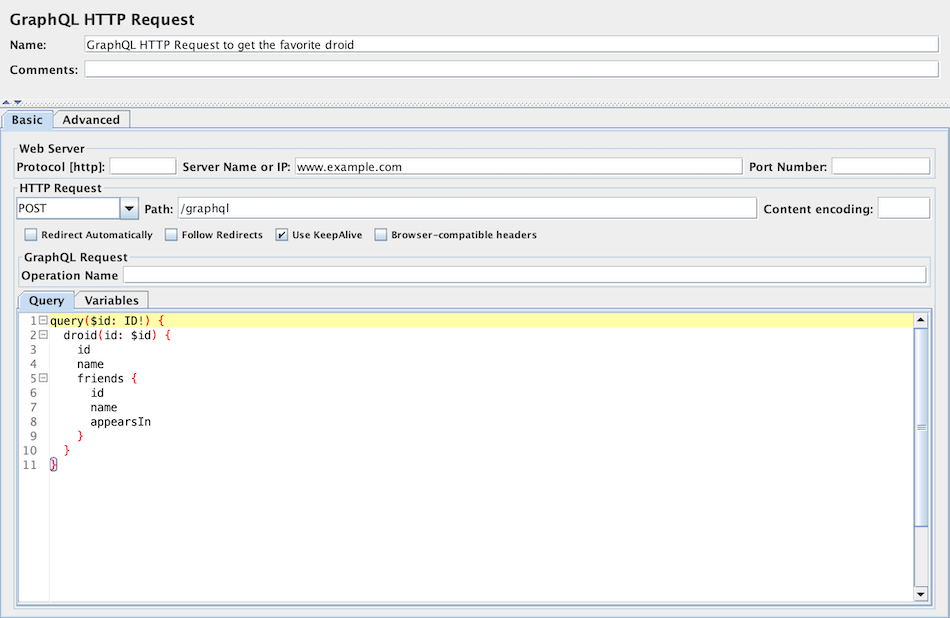 GraphQL HTTP Request
Name: GraphQL HTTP Request to get the favorite droid
Comments:
Basic Advanced
Web Server
Protocol [http]: Server Name or IP: www.example.com Port Number:
HTTP Request
POST Path: /graphql Content encoding:
Redirect Automatically Follow Redirects Use KeepAlive Browser-compatible headers
GraphQL Request
Operation Name
Query Variables
1 query($id: ID!) {
2 droid(id: $id) {
3 id
4 name
5 friends {
6 id
7 name
8 appearsIn
9 }
10 }
11 }